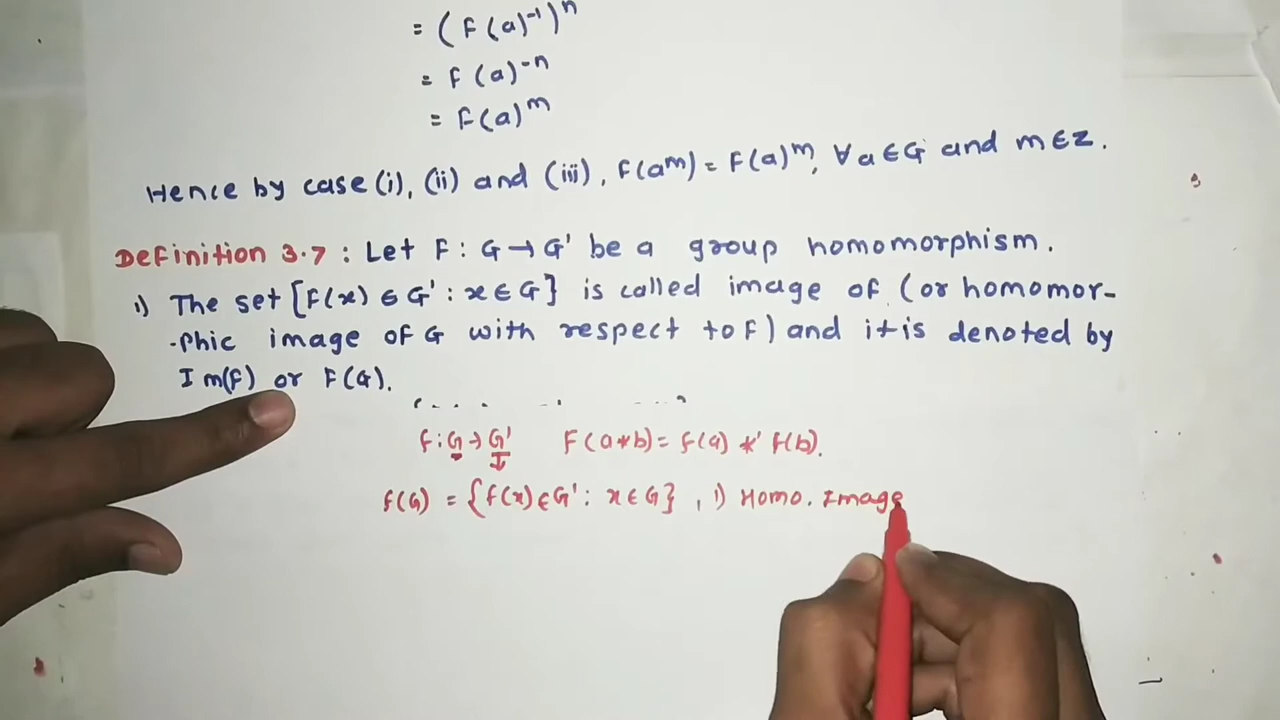 = (F(a)⁻¹)ⁿ
= F(a)⁻ⁿ
= F(a)ᵐ
Hence by case (i), (ii) and (iii), F(aᵐ) = F(a)ᵐ, ∀ a ∈ G and m ∈ Z.
Definition 3.7 : Let F : G → G' be a group homomorphism.
i) The set [F(x) ∈ G' : x ∈ G} is called image of (or homomor-
-phic image of G with respect to F) and it is denoted by
Im(F) or F(G).
f : G → G' F(a*b) = f(a) *' f(b).
f(G) = {f(x) ∈ G' : x ∈ G} , 1) Homo. Image